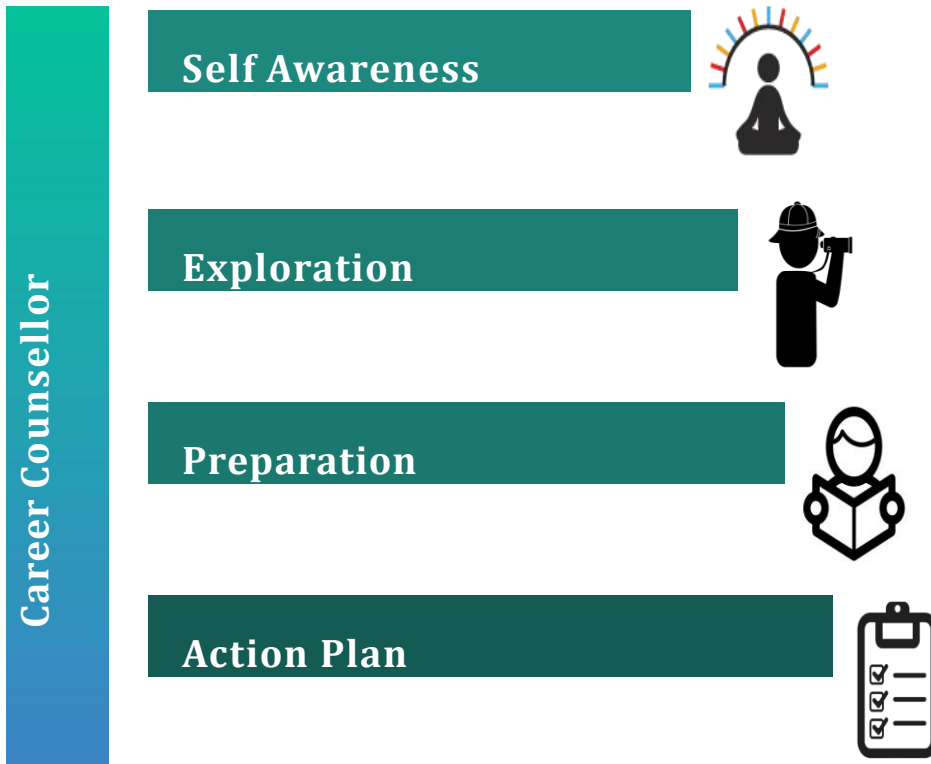 Career Counsellor
Self Awareness
Exploration
Preparation
Action Plan